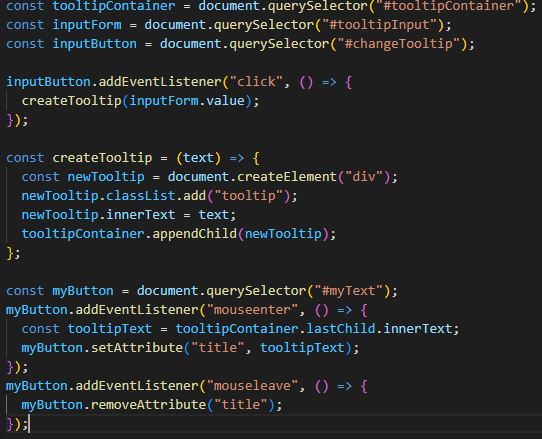 const tooltipContainer = document.querySelector("#tooltipContainer");
const inputForm = document.querySelector("#tooltipInput");
const inputButton = document.querySelector("#changeTooltip");

inputButton.addEventListener("click", () => {
  createTooltip(inputForm.value);
});

const createTooltip = (text) => {
  const newTooltip = document.createElement("div");
  newTooltip.classList.add("tooltip");
  newTooltip.innerText = text;
  tooltipContainer.appendChild(newTooltip);
};

const myButton = document.querySelector("#myText");
myButton.addEventListener("mouseenter", () => {
  const tooltipText = tooltipContainer.lastChild.innerText;
  myButton.setAttribute("title", tooltipText);
});
myButton.addEventListener("mouseleave", () => {
  myButton.removeAttribute("title");
});